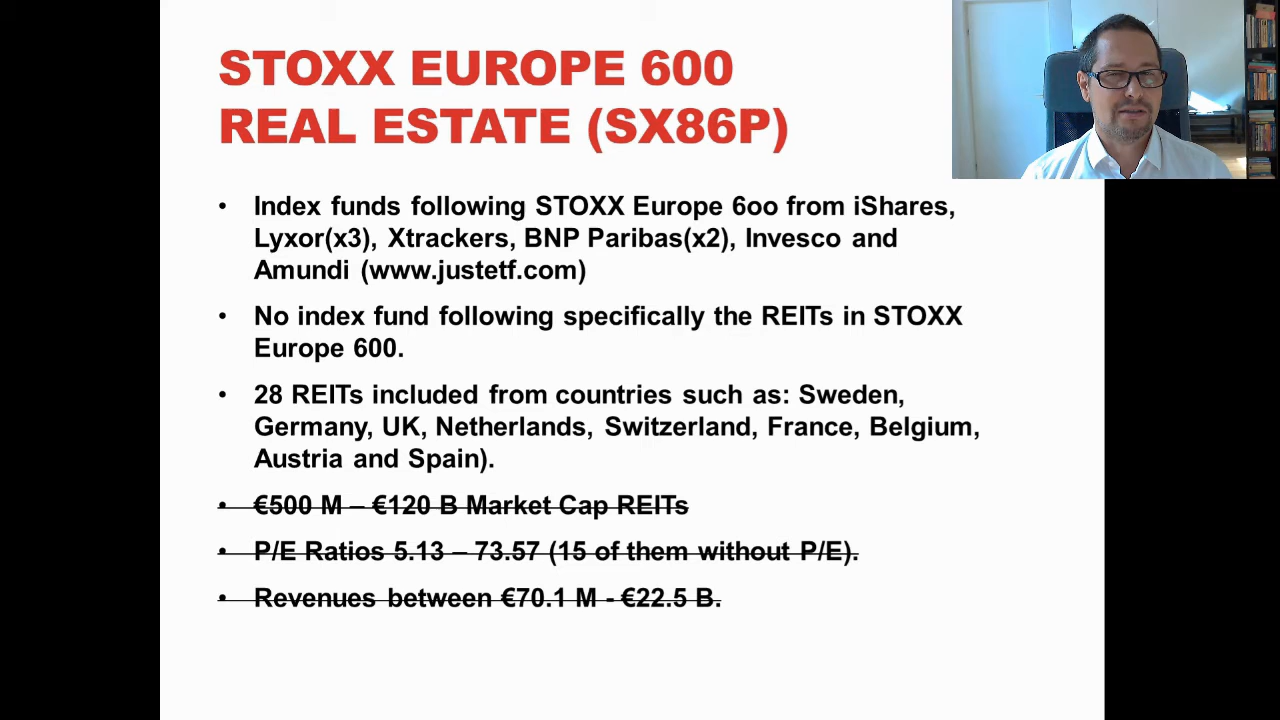 STOXX EUROPE 600
REAL ESTATE (SX86P)
• Index funds following STOXX Europe 6oo from iShares,
Lyxor(x3), Xtrackers, BNP Paribas(x2), Invesco and
Amundi (www.justetf.com)
• No index fund following specifically the REITs in STOXX
Europe 600.
• 28 REITs included from countries such as: Sweden,
Germany, UK, Netherlands, Switzerland, France, Belgium,
Austria and Spain).
• €500 M – €120 B Market Cap REITs
• P/E Ratios 5.13 – 73.57 (15 of them without P/E).
• Revenues between €70.1 M - €22.5 B.